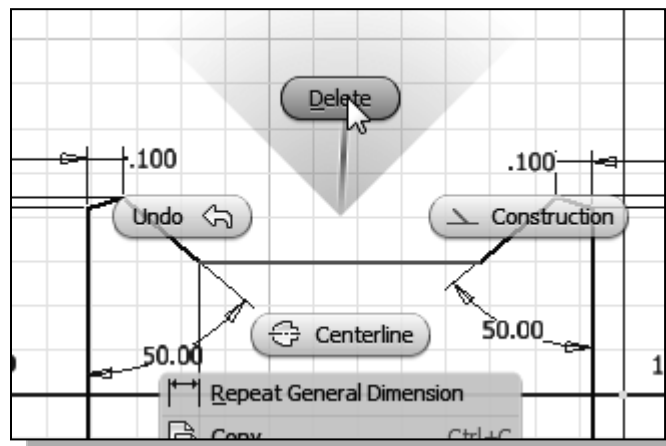 Delete
.100 .100
Undo Construction
Centerline 50.00
50.00
Repeat General Dimension
Copy Ctrl+C